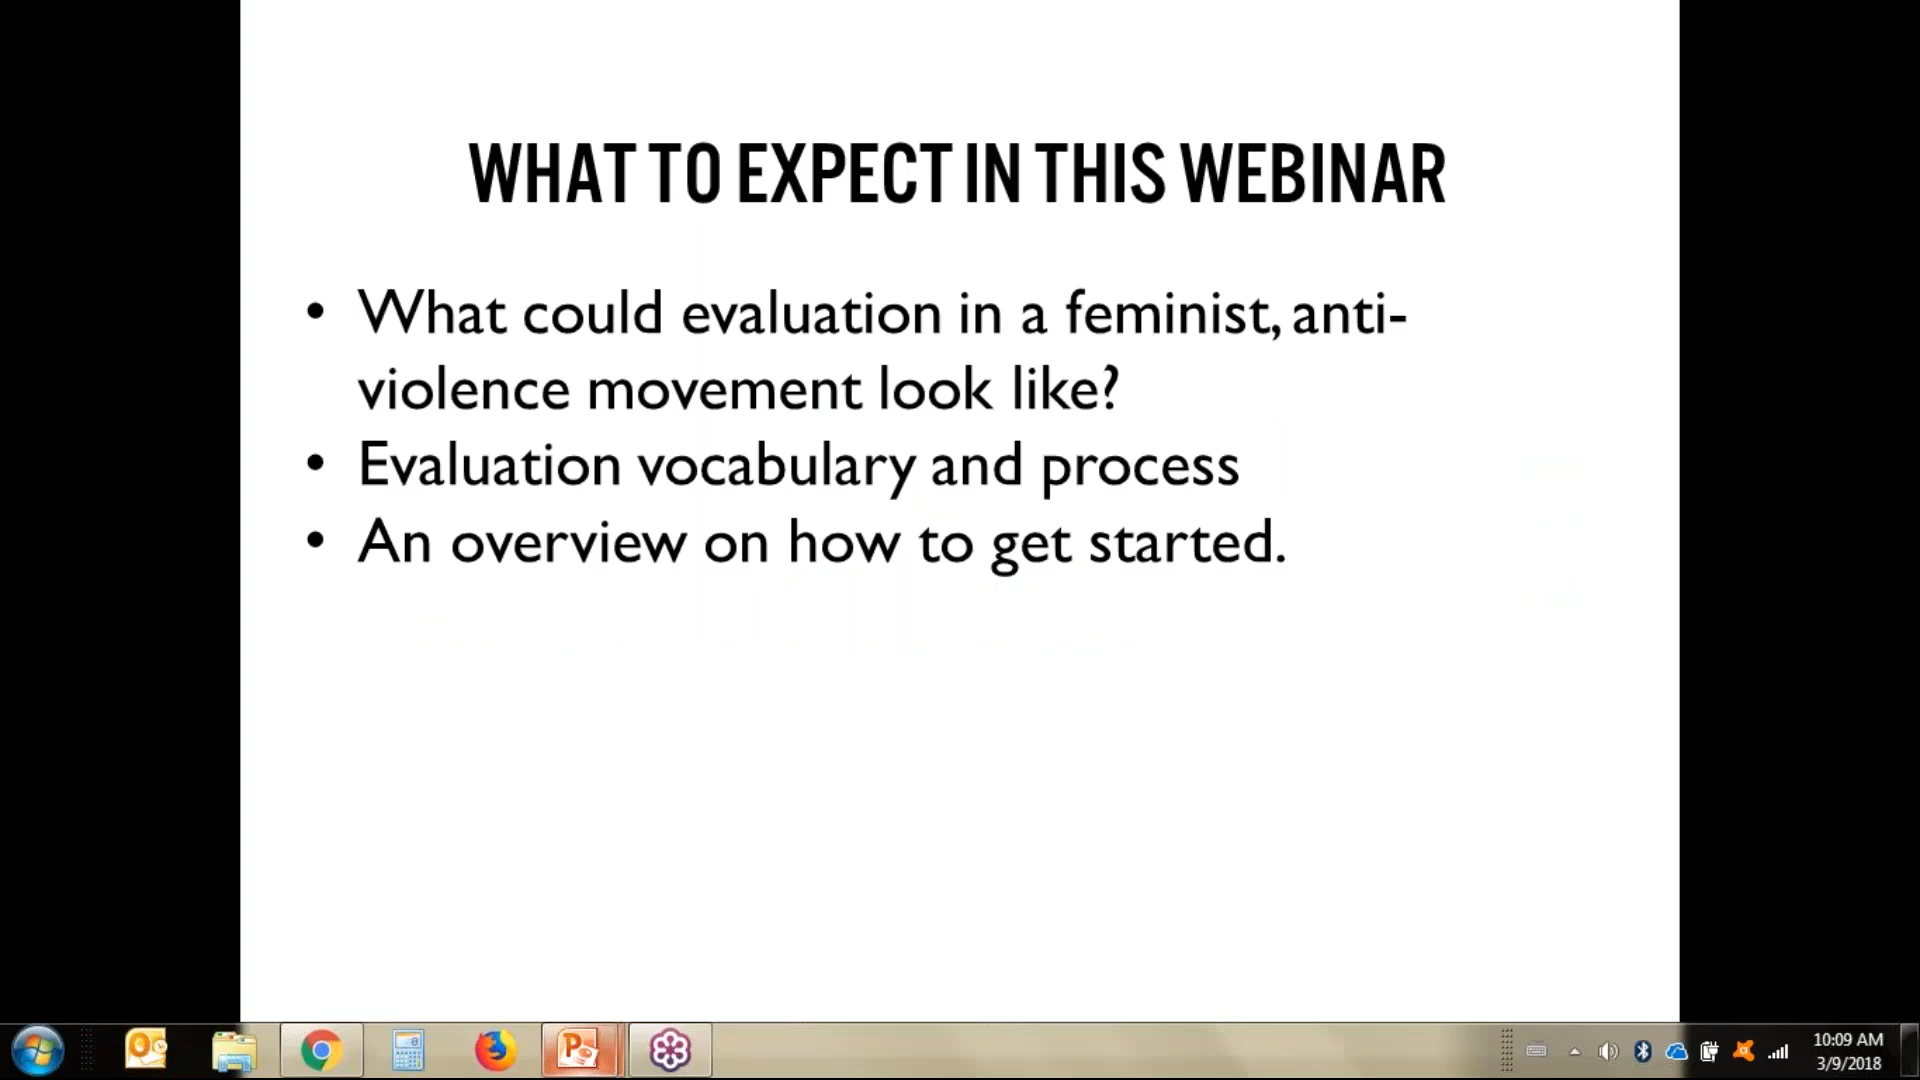 WHAT TO EXPECT IN THIS WEBINAR
• What could evaluation in a feminist, anti-
violence movement look like?
• Evaluation vocabulary and process
• An overview on how to get started.
10:09 AM
3/9/2018